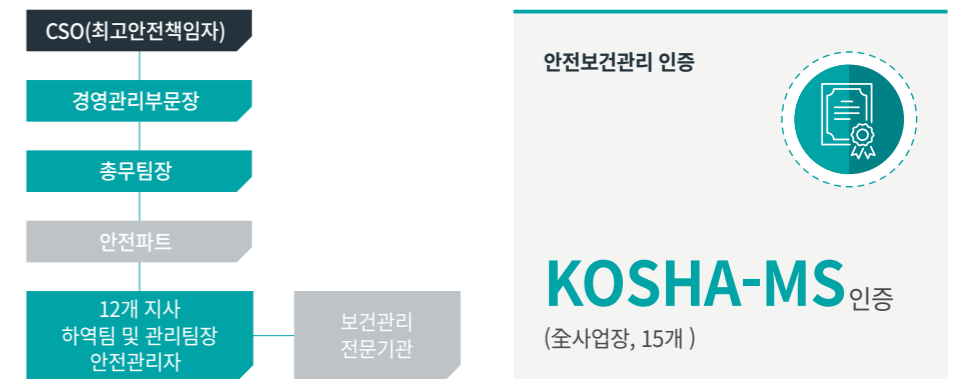 CSO(최고안전책임자)
경영관리부문장
총무팀장
안전파트
12개 지사
하역팀 및 관리팀장
안전관리자
보건관리
전문기관
안전보건관리 인증
KOSHA-MS인증
(全사업장, 15개 )